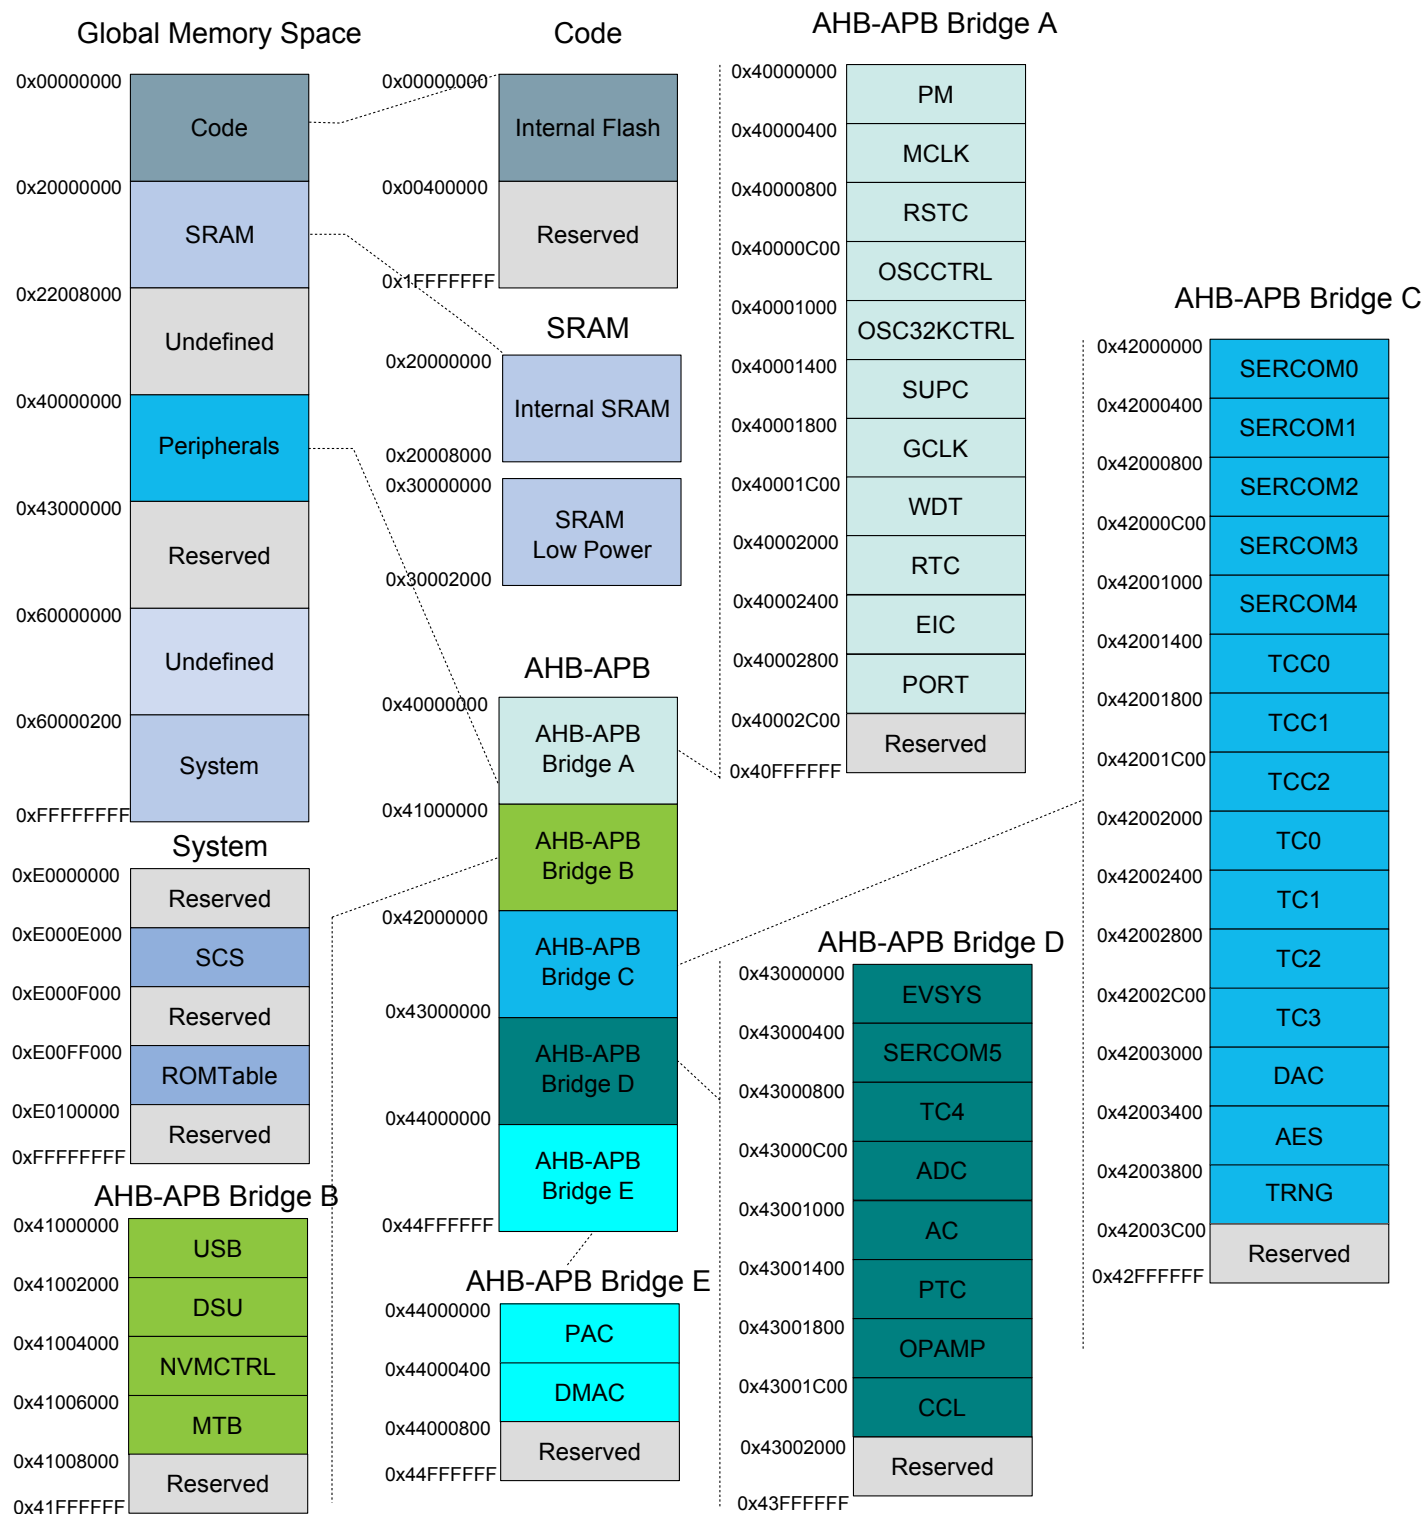 Global Memory Space
0x00000000
Code
0x20000000
SRAM
0x22008000
Undefined
0x40000000
Peripherals
0x43000000
Reserved
0x60000000
Undefined
0x60000200
System
0xFFFFFFFF
System
0xE0000000
Reserved
0xE000E000
SCS
0xE000F000
Reserved
0xE00FF000
ROMTable
0xE0100000
Reserved
0xFFFFFFFF
AHB-APB Bridge B
0x41000000
USB
0x41002000
DSU
0x41004000
NVMCTRL
0x41006000
MTB
0x41008000
Reserved
0x41FFFFFF
Code
0x00000000
Internal Flash
0x00400000
Reserved
0x1FFFFFFF
SRAM
0x20000000
Internal SRAM
0x20008000
0x30000000
SRAM
Low Power
0x30002000
AHB-APB
0x40000000
AHB-APB
Bridge A
0x41000000
AHB-APB
Bridge B
0x42000000
AHB-APB
Bridge C
0x43000000
AHB-APB
Bridge D
0x44000000
AHB-APB
Bridge E
0x44FFFFFF
AHB-APB Bridge E
0x44000000
PAC
0x44000400
DMAC
0x44000800
Reserved
0x44FFFFFF
AHB-APB Bridge A
0x40000000
PM
0x40000400
MCLK
0x40000800
RSTC
0x40000C00
OSCCTRL
0x40001000
OSC32KCTRL
0x40001400
SUPC
0x40001800
GCLK
0x40001C00
WDT
0x40002000
RTC
0x40002400
EIC
0x40002800
PORT
0x40002C00
Reserved
0x40FFFFFF
AHB-APB Bridge D
0x43000000
EVSYS
0x43000400
SERCOM5
0x43000800
TC4
0x43000C00
ADC
0x43001000
AC
0x43001400
PTC
0x43001800
OPAMP
0x43001C00
CCL
0x43002000
Reserved
0x43FFFFFF
AHB-APB Bridge C
0x42000000
SERCOM0
0x42000400
SERCOM1
0x42000800
SERCOM2
0x42000C00
SERCOM3
0x42001000
SERCOM4
0x42001400
TCC0
0x42001800
TCC1
0x42001C00
TCC2
0x42002000
TC0
0x42002400
TC1
0x42002800
TC2
0x42002C00
TC3
0x42003000
DAC
0x42003400
AES
0x42003800
TRNG
0x42003C00
Reserved
0x42FFFFFF